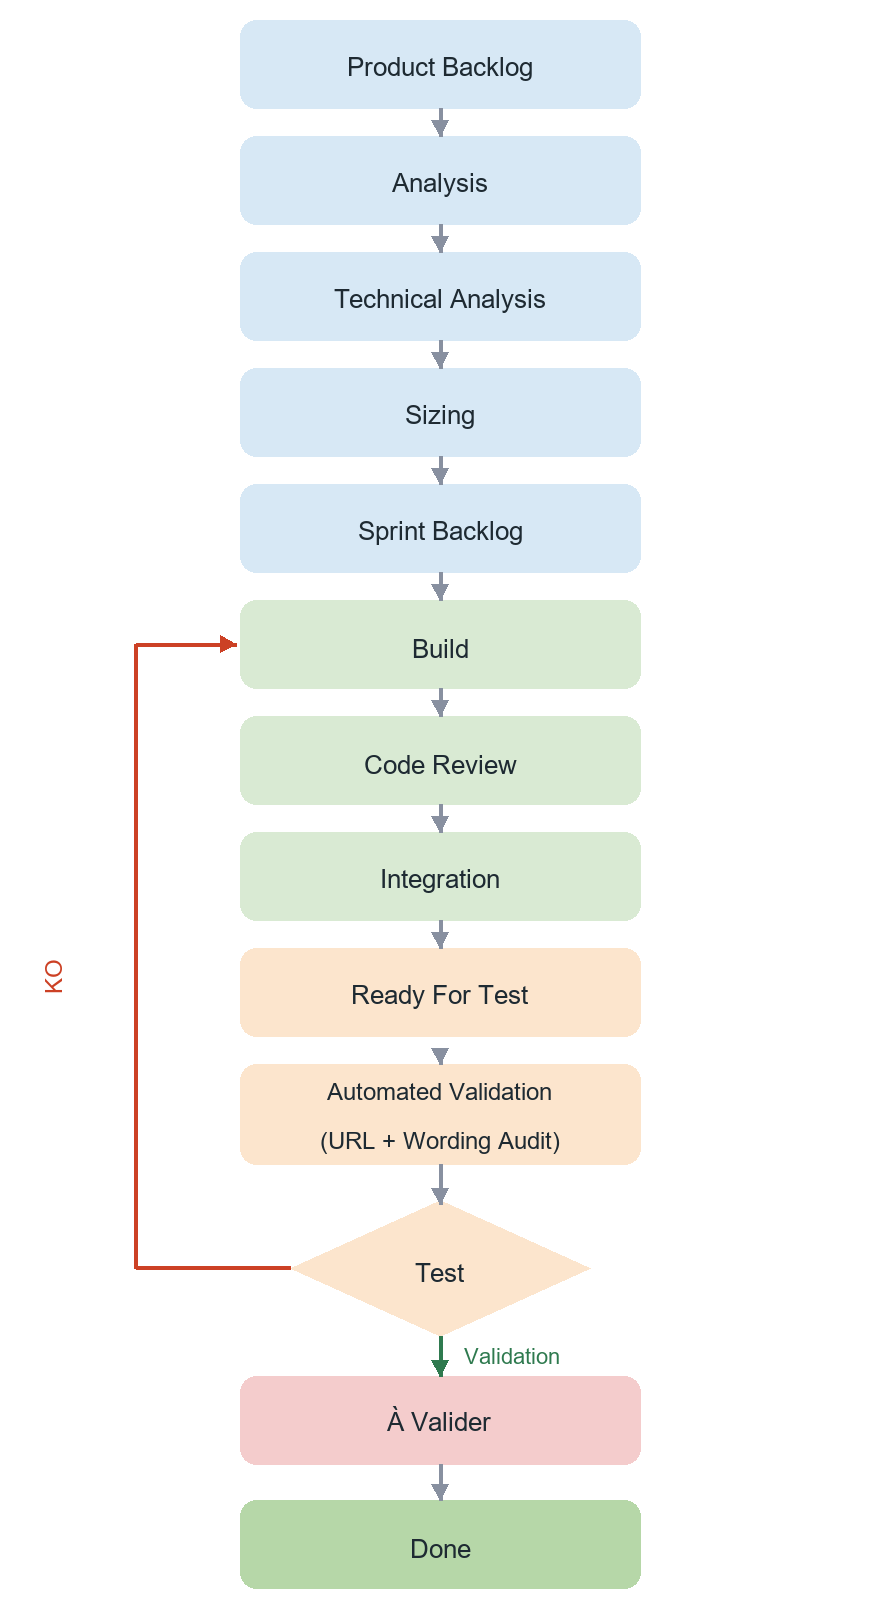 Product Backlog
Analysis
Technical Analysis
Sizing
Sprint Backlog
Build
Code Review
Integration
KO
Ready For Test
Automated Validation
(URL + Wording Audit)
Test
Validation
À Valider
Done